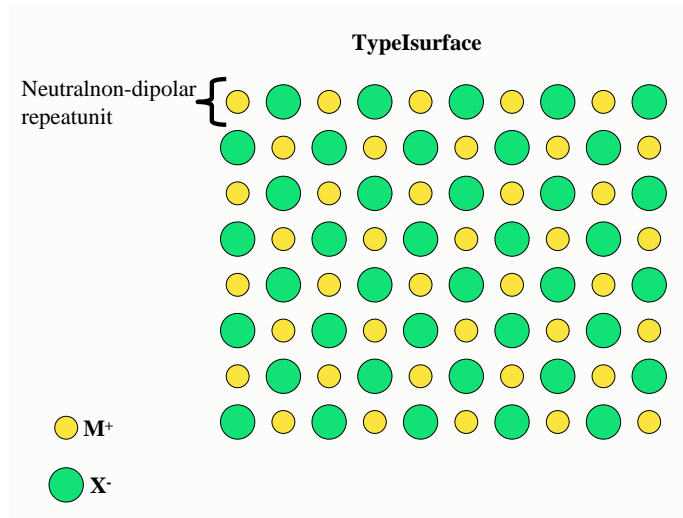 TypeIsurface
Neutralnon-dipolar
repeatunit
M+
X-